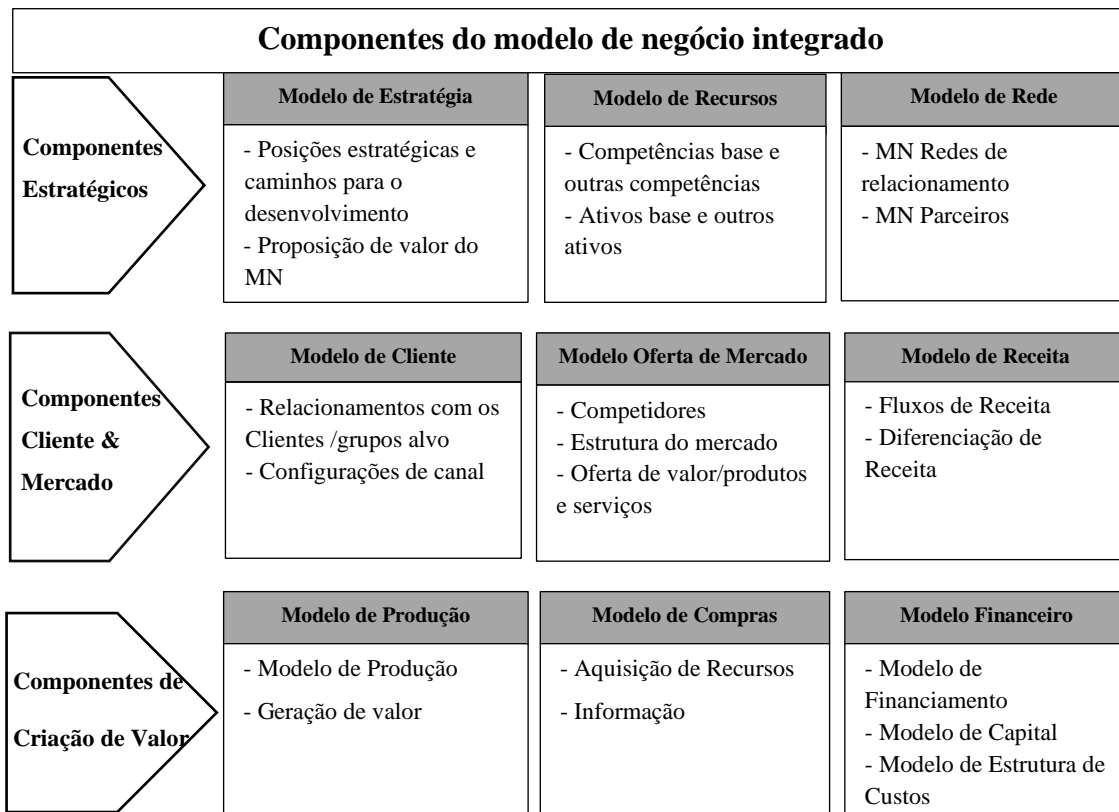 Componentes do modelo de negócio integrado
Componentes
Estratégicos
Modelo de Estratégia
- Posições estratégicas e
caminhos para o
desenvolvimento
- Proposição de valor do
MN
Modelo de Recursos
- Competências base e
outras competências
- Ativos base e outros
ativos
Modelo de Rede
- MN Redes de
relacionamento
- MN Parceiros
Componentes
Cliente &
Mercado
Modelo de Cliente
- Relacionamentos com os
Clientes /grupos alvo
- Configurações de canal
Modelo Oferta de Mercado
- Competidores
- Estrutura do mercado
- Oferta de valor/produtos
e serviços
Modelo de Receita
- Fluxos de Receita
- Diferenciação de
Receita
Componentes de
Criação de Valor
Modelo de Produção
- Modelo de Produção
- Geração de valor
Modelo de Compras
- Aquisição de Recursos
- Informação
Modelo Financeiro
- Modelo de
Financiamento
- Modelo de Capital
- Modelo de Estrutura de
Custos